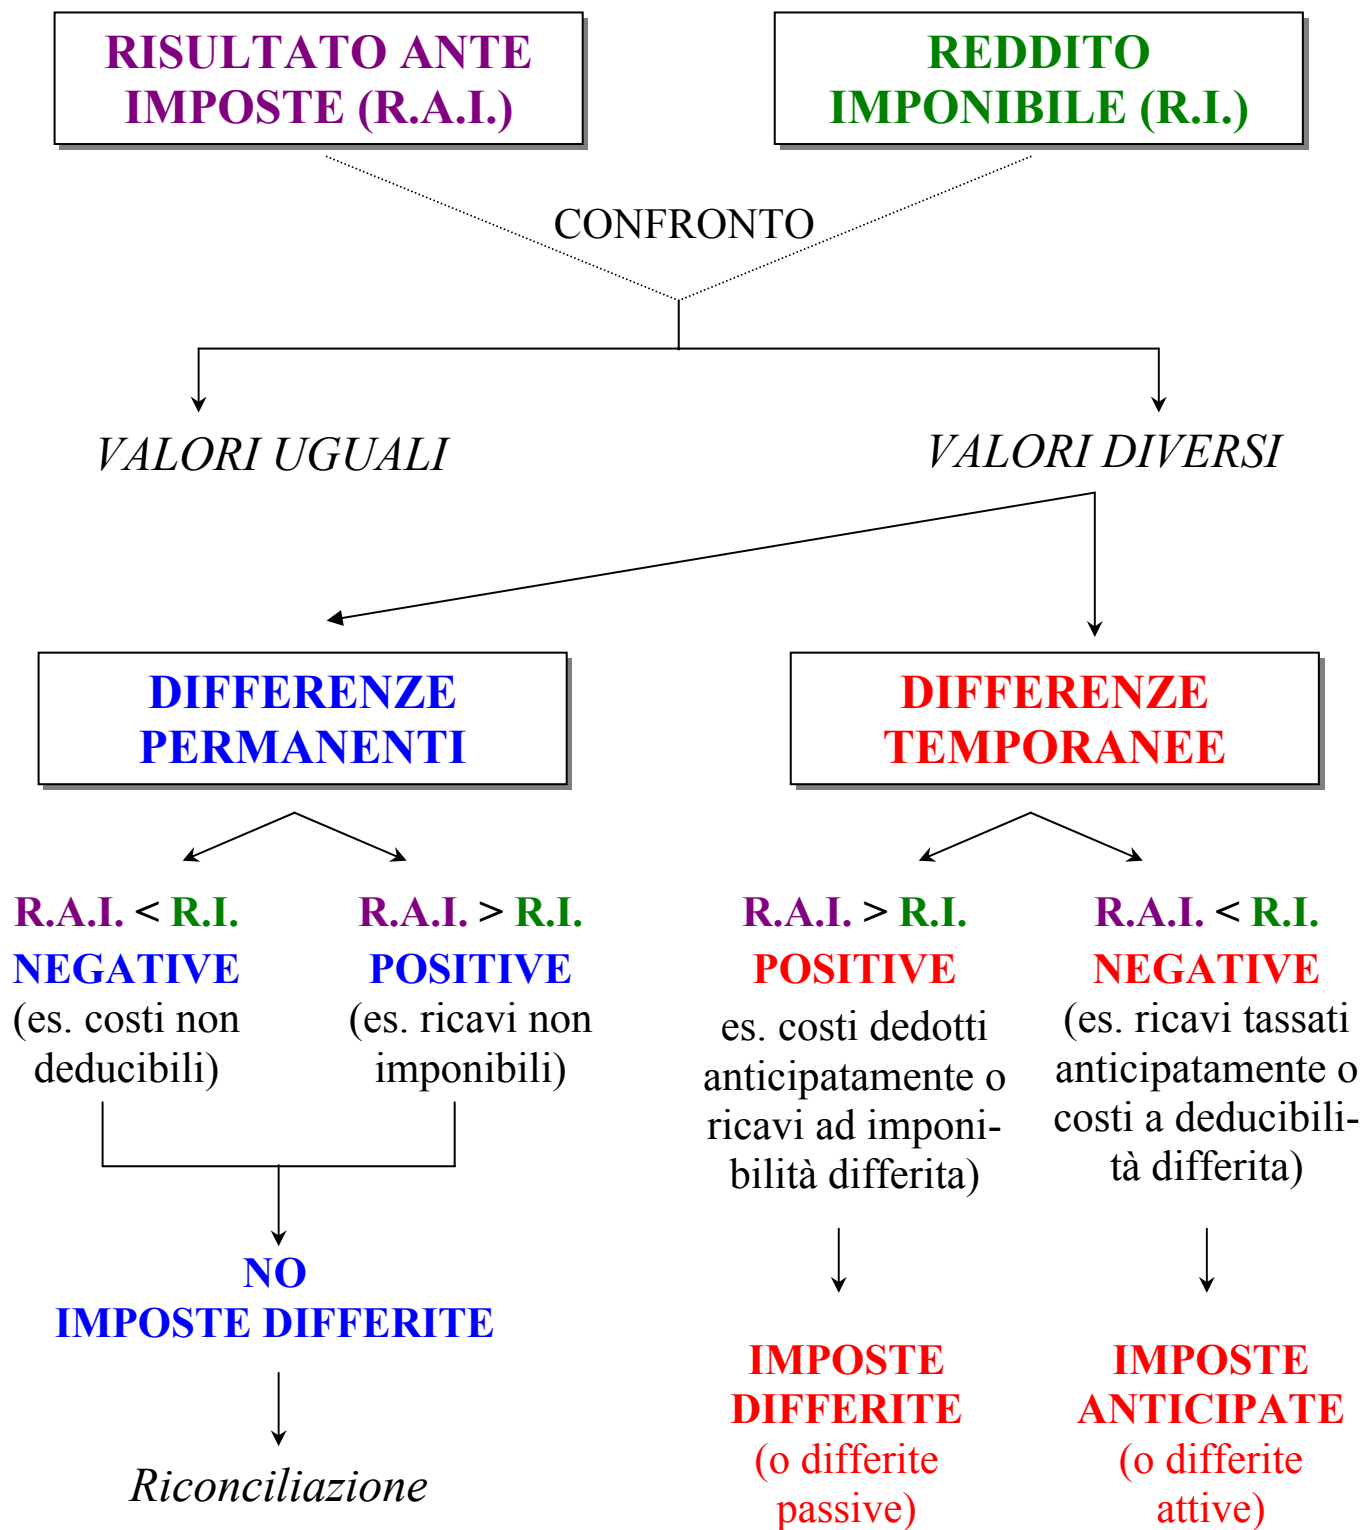 RISULTATO ANTE
IMPOSTE (R.A.I.)
REDDITO
IMPONIBILE (R.I.)
CONFRONTO
VALORI UGUALI
VALORI DIVERSI
DIFFERENZE
PERMANENTI
DIFFERENZE
TEMPORANEE
R.A.I. < R.I.
NEGATIVE
(es. costi non
deducibili)
R.A.I. > R.I.
POSITIVE
(es. ricavi non
imponibili)
R.A.I. > R.I.
POSITIVE
es. costi dedotti
anticipatamente o
ricavi ad imponi-
bilità differita)
R.A.I. < R.I.
NEGATIVE
(es. ricavi tassati
anticipatamente o
costi a deducibili-
tà differita)
NO
IMPOSTE DIFFERITE
Riconciliazione
IMPOSTE
DIFFERITE
(o differite
passive)
IMPOSTE
ANTICIPATE
(o differite
attive)